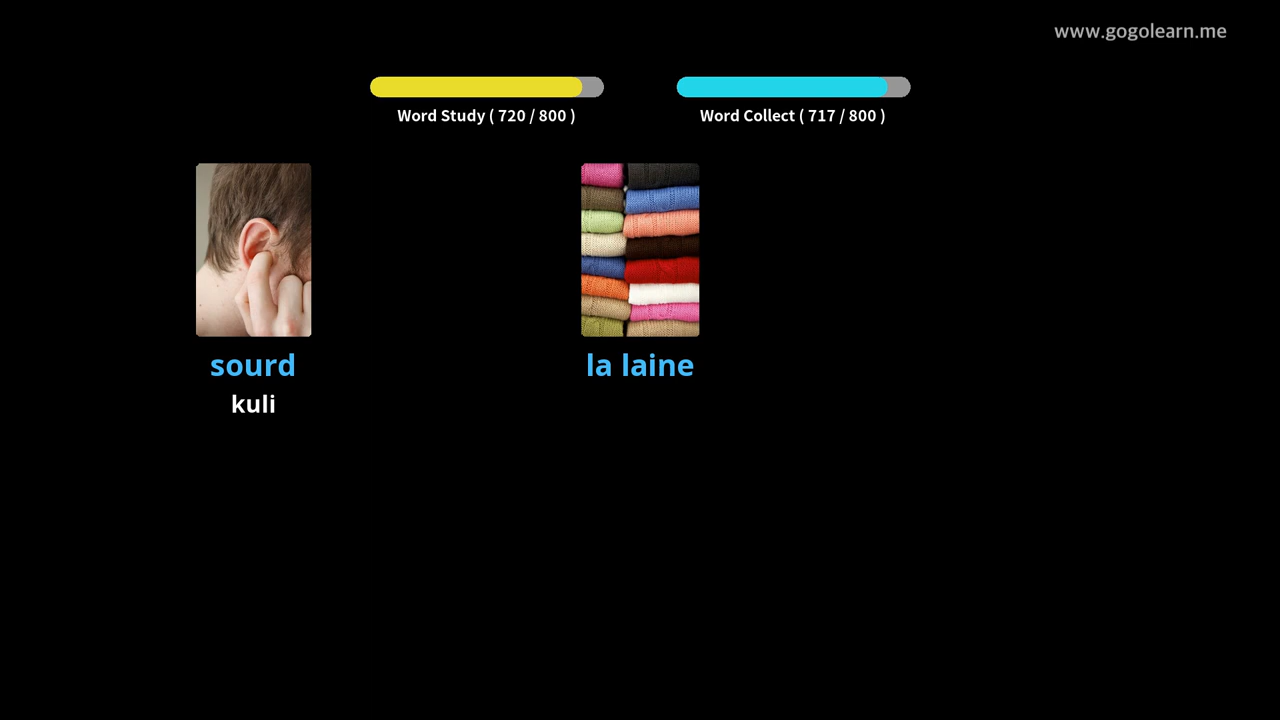 www.gogolearn.me
Word Study ( 720 / 800 )
Word Collect ( 717 / 800 )
sourd
kuli
la laine